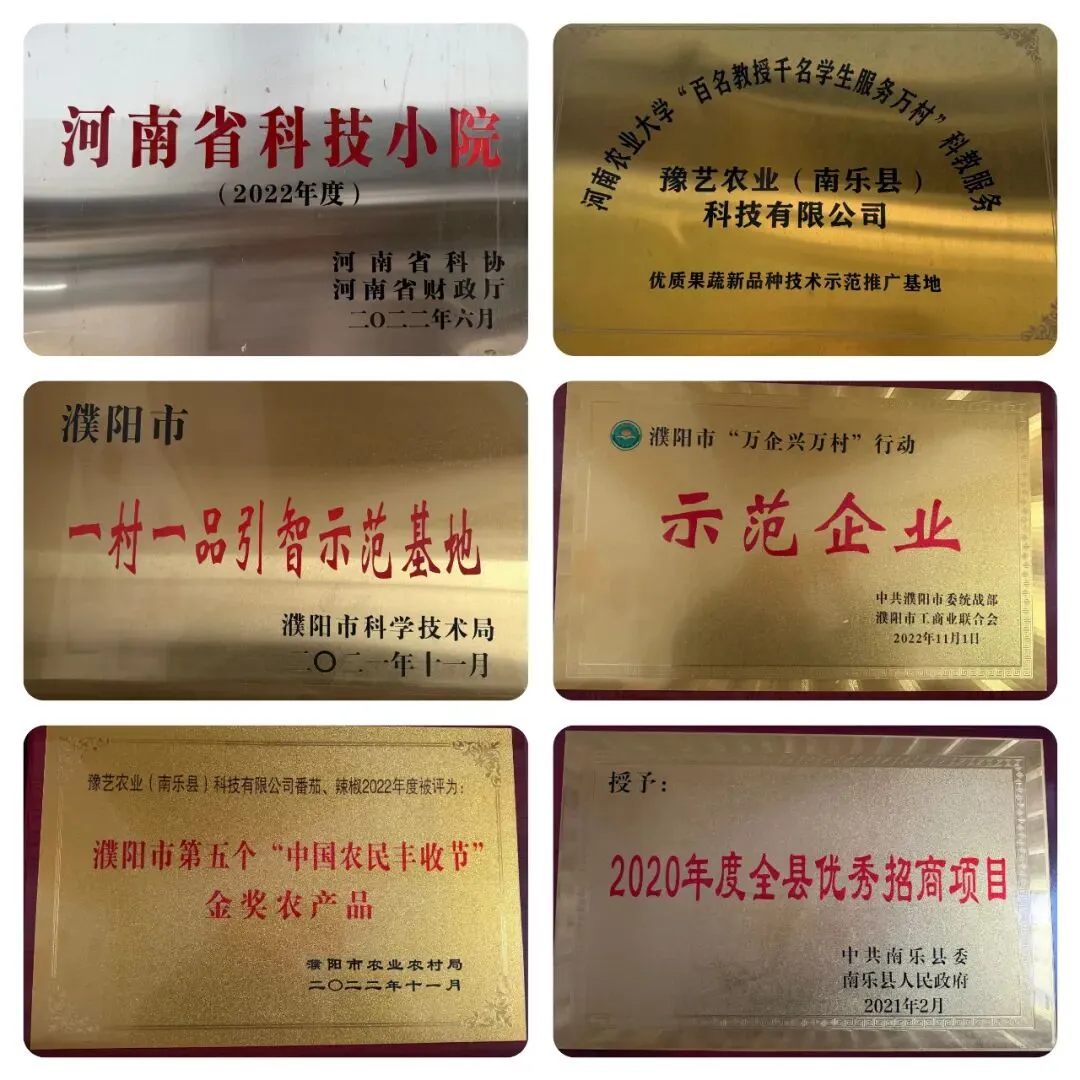 河南省科技小院
（2022年度）
河南省科协
河南省财政厅
二〇二二年六月
河南农业大学“百名教授千名学生服务万村”科教服务
豫艺农业（南乐县）
科技有限公司
优质果蔬新品种技术示范推广基地
濮阳市
一村一品引智示范基地
濮阳市科学技术局
二〇二一年十一月
濮阳市“万企兴万村”行动
示范企业
中共濮阳市委统战部
濮阳市工商业联合会
2022年11月1日
豫艺农业（南乐县）科技有限公司番茄、辣椒2022年度被评为：
濮阳市第五个“中国农民丰收节”
金奖农产品
濮阳市农业农村局
二〇二二年十一月
授予：
2020年度全县优秀招商项目
中共南乐县委
南乐县人民政府
2021年2月